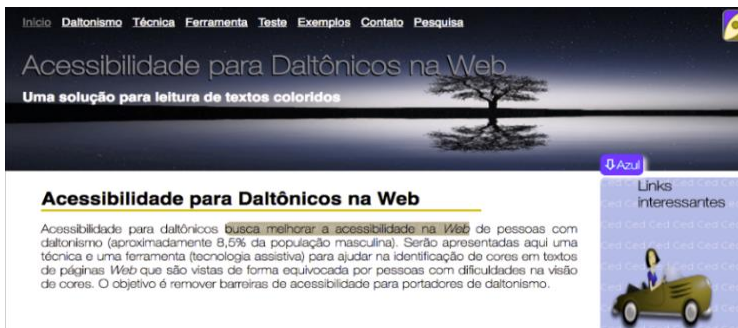 Início Daltonismo Técnica Ferramenta Teste Exemplos Contato Pesquisa
Acessibilidade para Daltônicos na Web
Uma solução para leitura de textos coloridos
Azul
Links
interessantes
Acessibilidade para Daltônicos na Web
Acessibilidade para daltônicos busca melhorar a acessibilidade na Web de pessoas com
daltonismo (aproximadamente 8,5% da população masculina). Serão apresentadas aqui uma
técnica e uma ferramenta (tecnologia assistiva) para ajudar na identificação de cores em textos
de páginas Web que são vistas de forma equivocada por pessoas com dificuldades na visão
de cores. O objetivo é remover barreiras de acessibilidade para portadores de daltonismo.